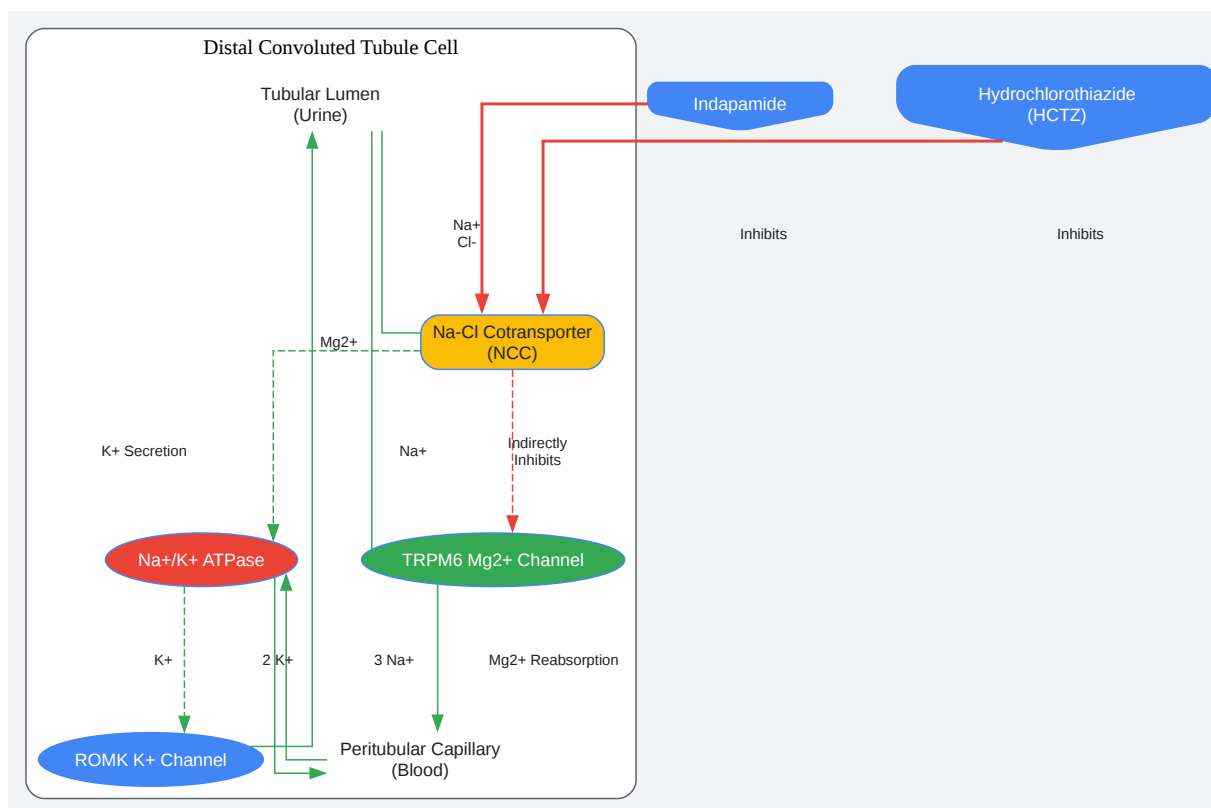 Distal Convoluted Tubule Cell
Tubular Lumen
(Urine)
Indapamide
Hydrochlorothiazide
(HCTZ)
Na+
Cl-
Inhibits
Inhibits
Na-Cl Cotransporter
(NCC)
Mg2+
K+ Secretion
Na+
Indirectly
Inhibits
Na+/K+ ATPase
TRPM6 Mg2+ Channel
K+
2 K+
3 Na+
Mg2+ Reabsorption
ROMK K+ Channel
Peritubular Capillary
(Blood)